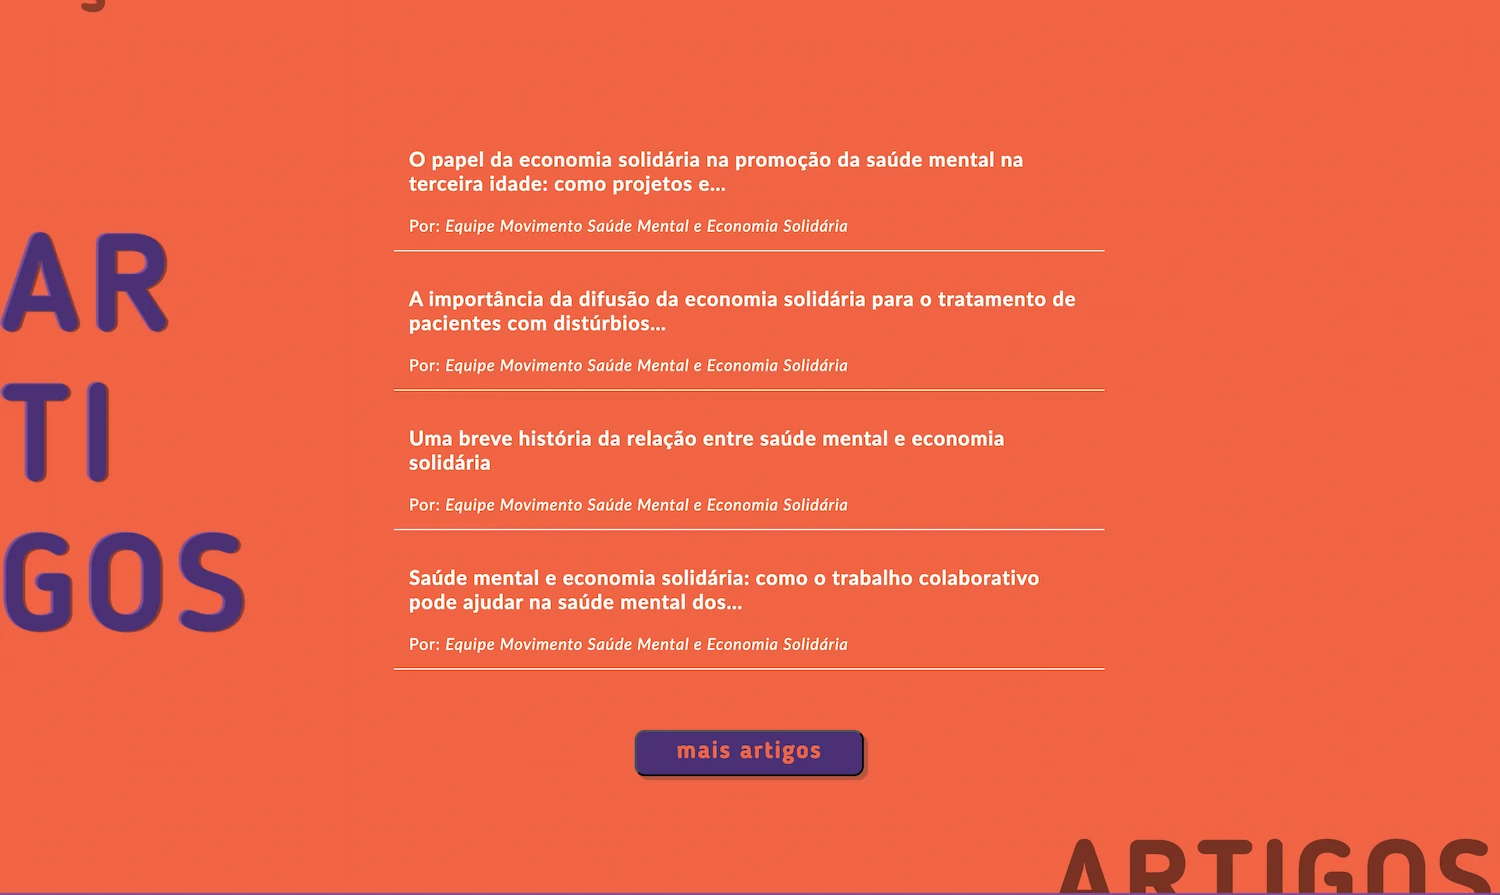 AR
TI
GOS
O papel da economia solidária na promoção da saúde mental na
terceira idade: como projetos e...
Por: Equipe Movimento Saúde Mental e Economia Solidária
A importância da difusão da economia solidária para o tratamento de
pacientes com distúrbios...
Por: Equipe Movimento Saúde Mental e Economia Solidária
Uma breve história da relação entre saúde mental e economia
solidária
Por: Equipe Movimento Saúde Mental e Economia Solidária
Saúde mental e economia solidária: como o trabalho colaborativo
pode ajudar na saúde mental dos...
Por: Equipe Movimento Saúde Mental e Economia Solidária
mais artigos
ARTIGOS